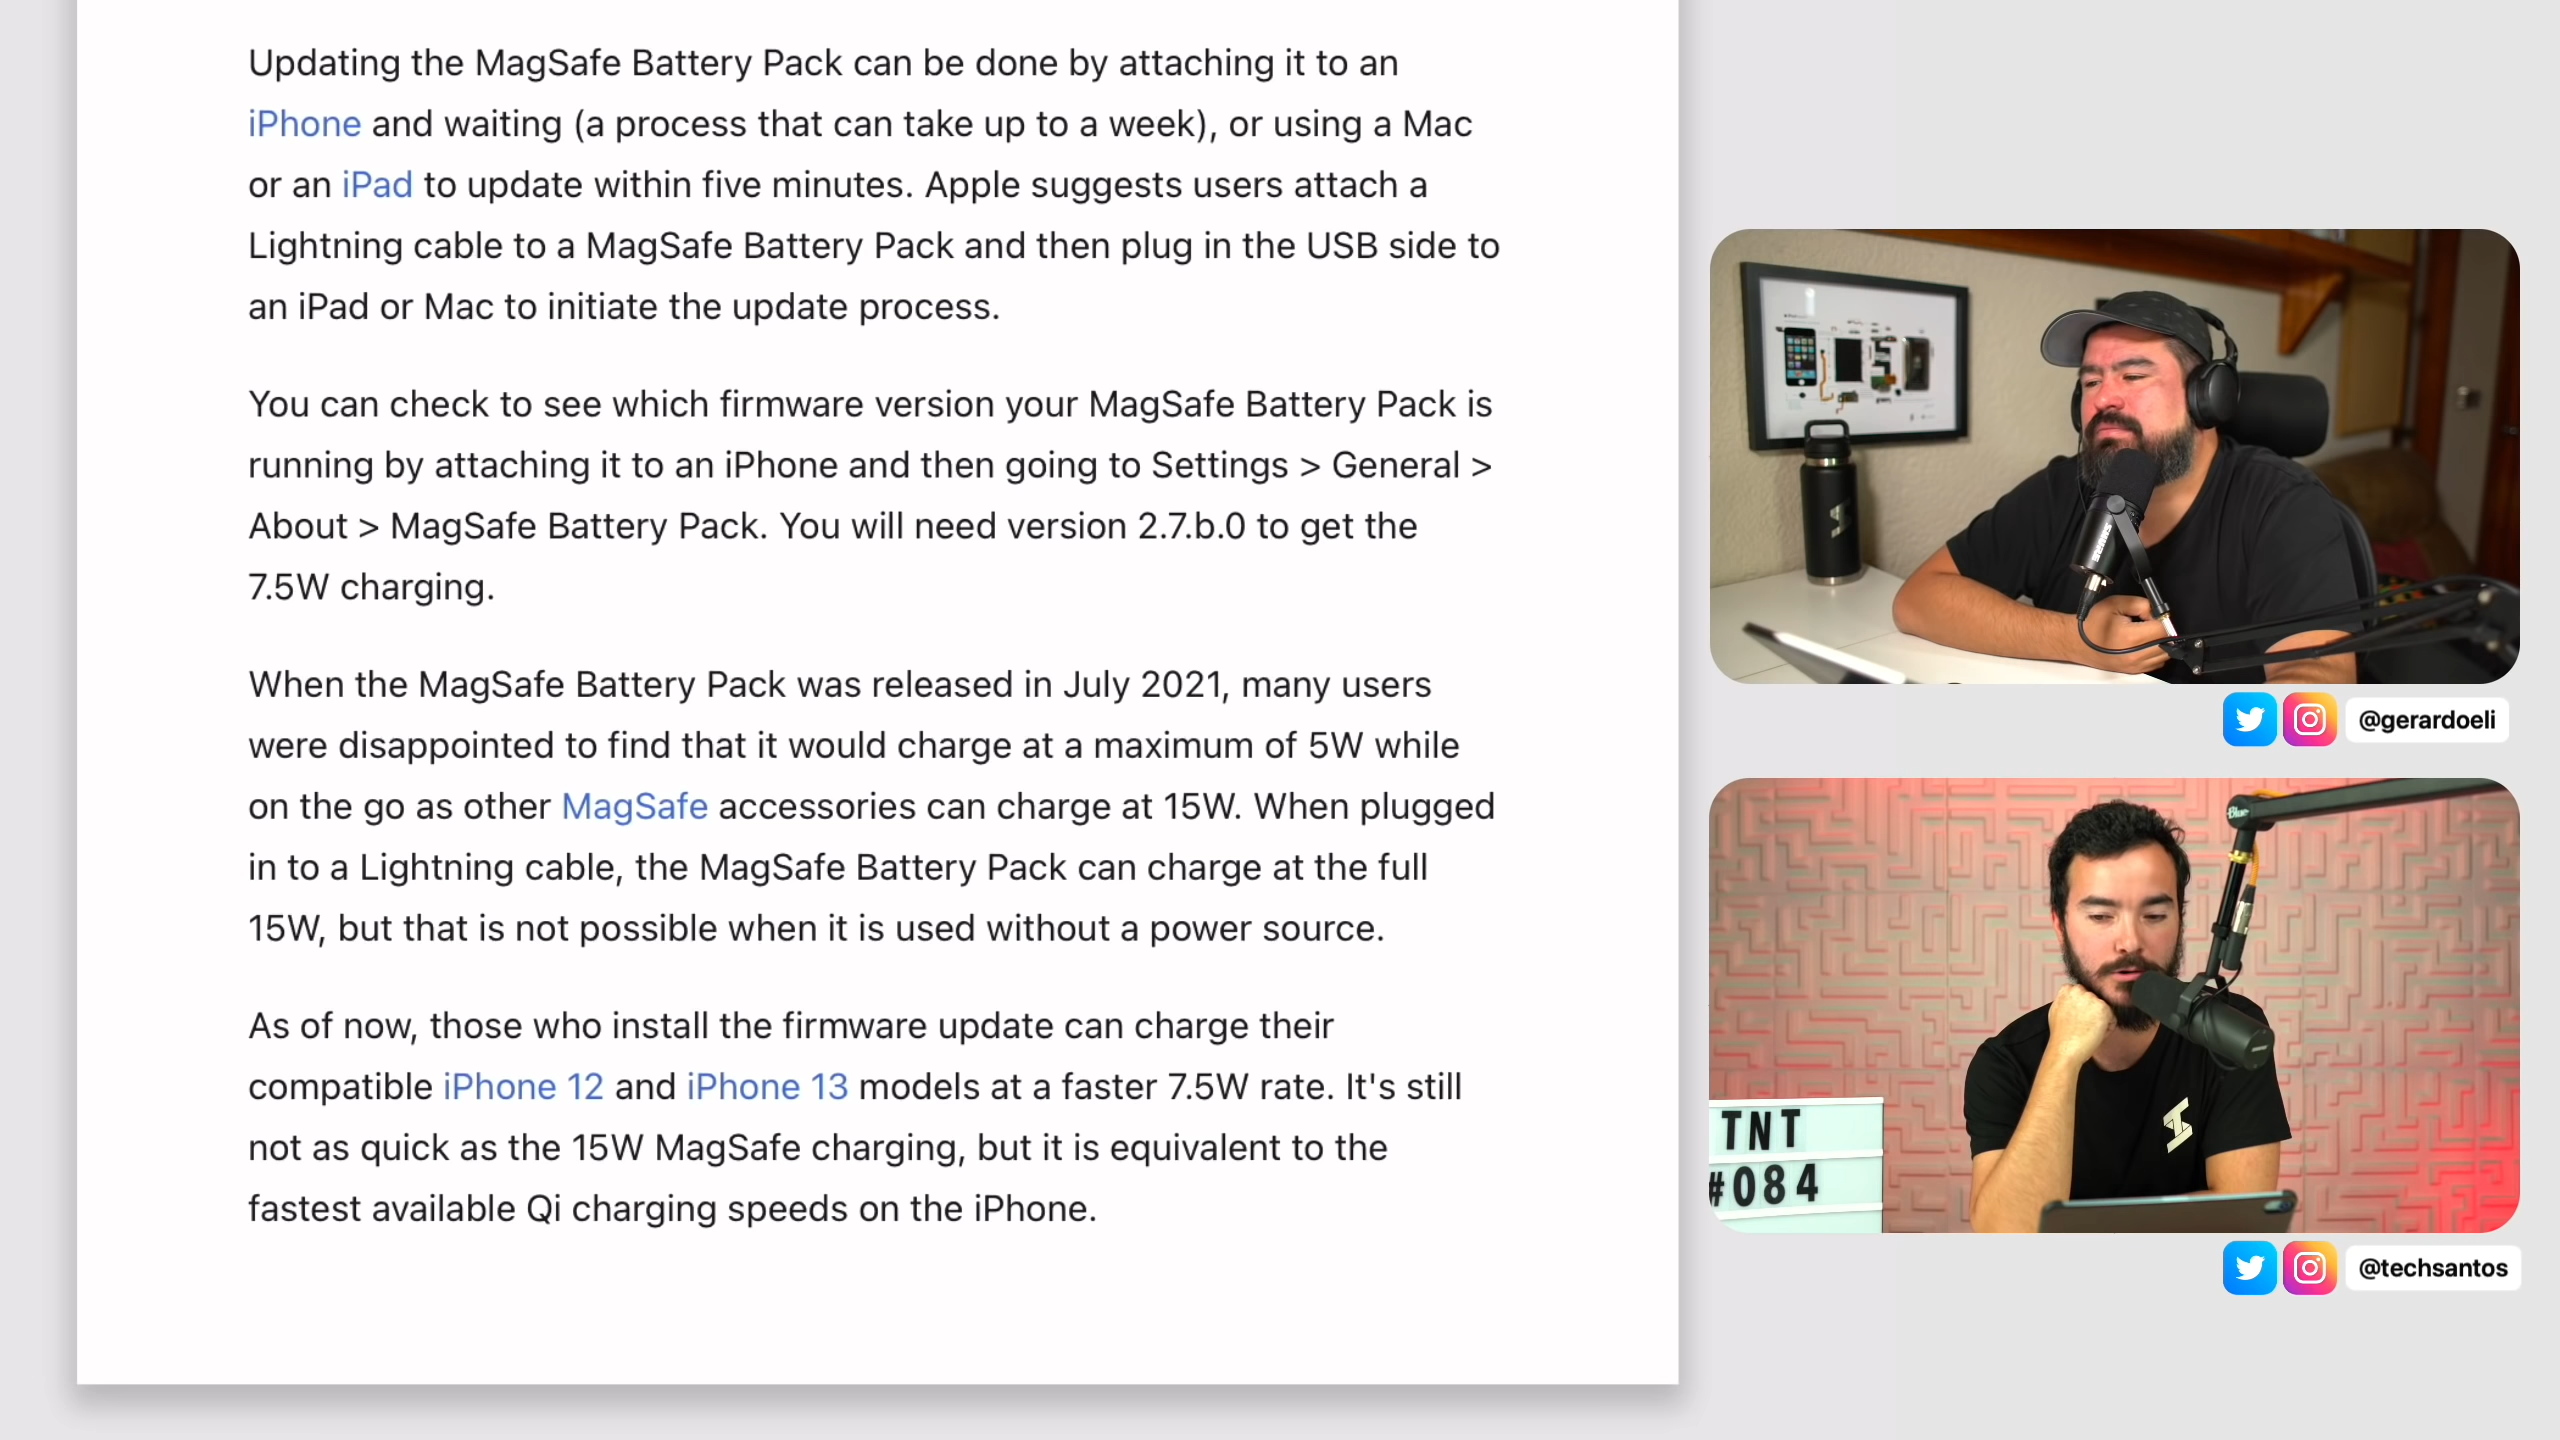 Updating the MagSafe Battery Pack can be done by attaching it to an
iPhone and waiting (a process that can take up to a week), or using a Mac
or an iPad to update within five minutes. Apple suggests users attach a
Lightning cable to a MagSafe Battery Pack and then plug in the USB side to
an iPad or Mac to initiate the update process.
You can check to see which firmware version your MagSafe Battery Pack is
running by attaching it to an iPhone and then going to Settings > General >
About > MagSafe Battery Pack. You will need version 2.7.b.0 to get the
7.5W charging.
When the MagSafe Battery Pack was released in July 2021, many users
were disappointed to find that it would charge at a maximum of 5W while
on the go as other MagSafe accessories can charge at 15W. When plugged
in to a Lightning cable, the MagSafe Battery Pack can charge at the full
15W, but that is not possible when it is used without a power source.
As of now, those who install the firmware update can charge their
compatible iPhone 12 and iPhone 13 models at a faster 7.5W rate. It's still
not as quick as the 15W MagSafe charging, but it is equivalent to the
fastest available Qi charging speeds on the iPhone.
SHURE
@gerardoeli
Blue
TNT
#084
@techsantos